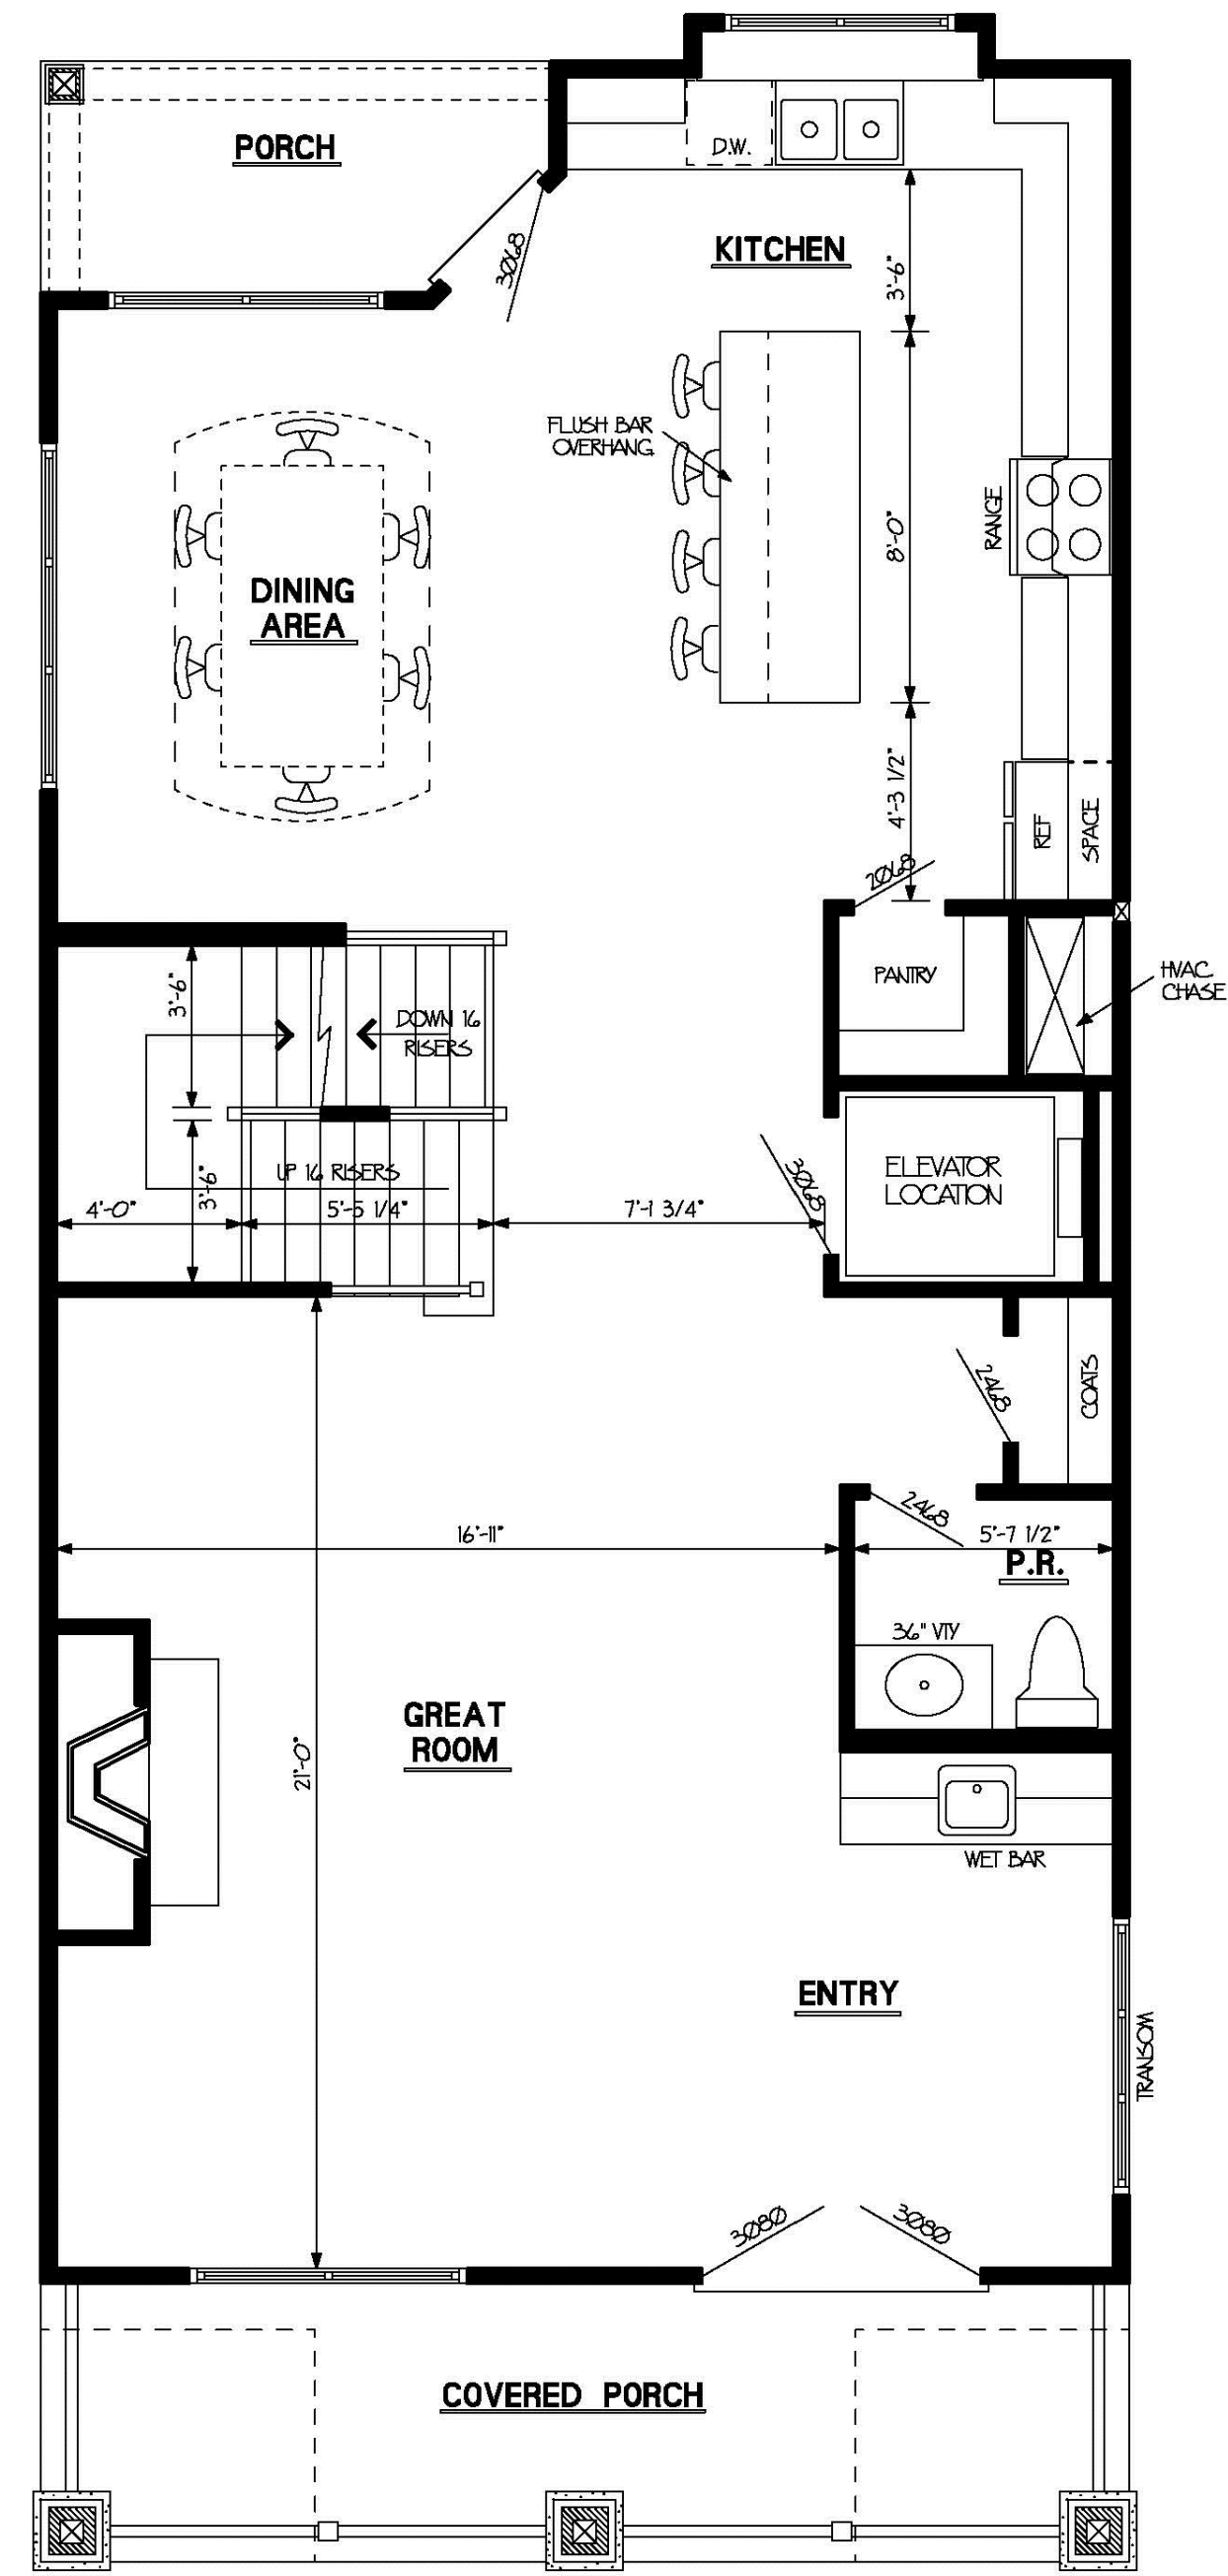 PORCH
D.W.
KITCHEN
3068
3'-6"
FLUSH BAR
OVERHANG
RANGE
8'-0"
DINING
AREA
4'-3 1/2"
REF
SPACE
2068
PANTRY
HVAC
CHASE
3'-6"
DOWN 16
RISERS
UP 16 RISERS
3'-6"
4'-0"
5'-5 1/4"
7'-1 3/4"
3068
ELEVATOR
LOCATION
2468
COATS
2468
16'-11"
5'-7 1/2"
P.R.
36" VTY
GREAT
ROOM
21'-0"
WET BAR
ENTRY
TRANSOM
3080
3080
COVERED PORCH